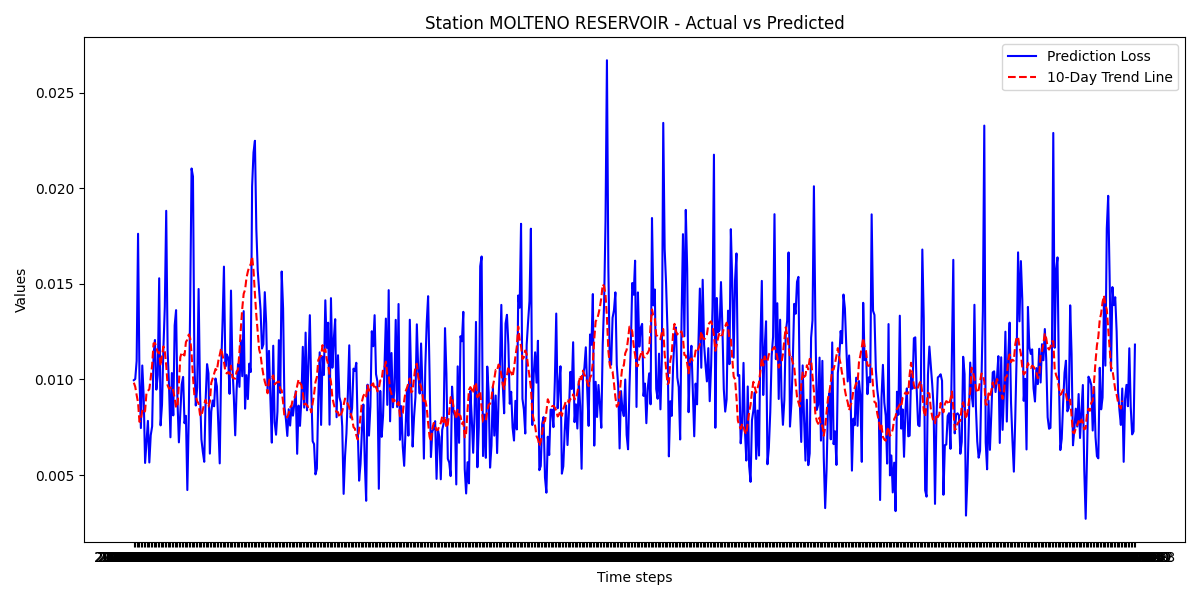 Station MOLTENO RESERVOIR - Actual vs Predicted
Prediction Loss
10-Day Trend Line
Values
0.025
0.020
0.015
0.010
0.005
Time steps